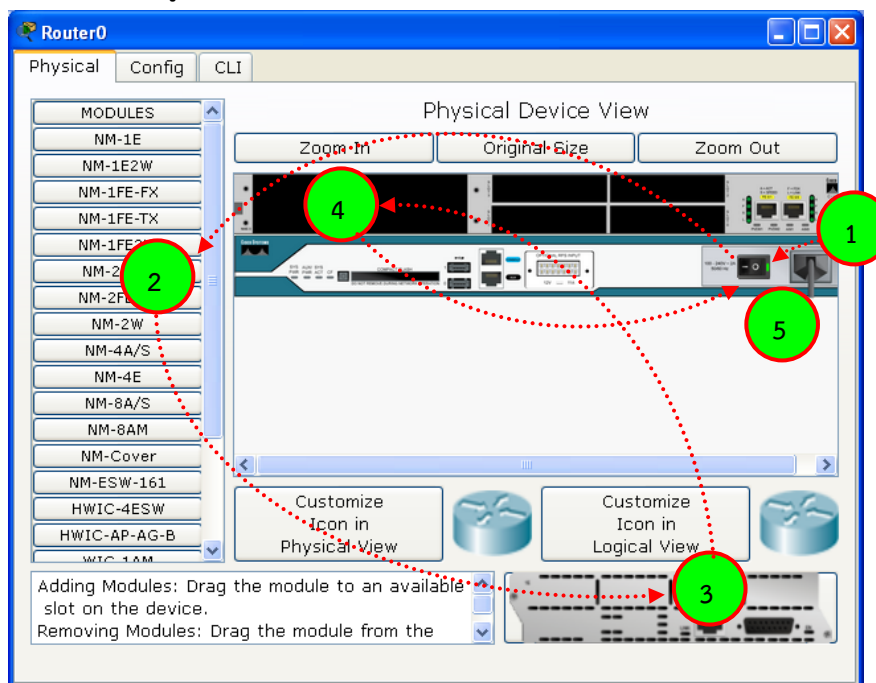 Router0
Physical Config CLI
MODULES
NM-1E
NM-1E2W
NM-1FE-FX
NM-1FE-TX
NM-4A/S
NM-2W
NM-4E
NM-8A/S
NM-8AM
NM-Cover
NM-ESW-161
HWIC-4ESW
HWIC-AP-AG-B
WIC-1AM
Physical Device View
Zoom In Original Size Zoom Out
4
1
2
5
Customize
Icon in
Physical View
Customize
Icon in
Logical View
Adding Modules: Drag the module to an available
slot on the device.
Removing Modules: Drag the module from the
3